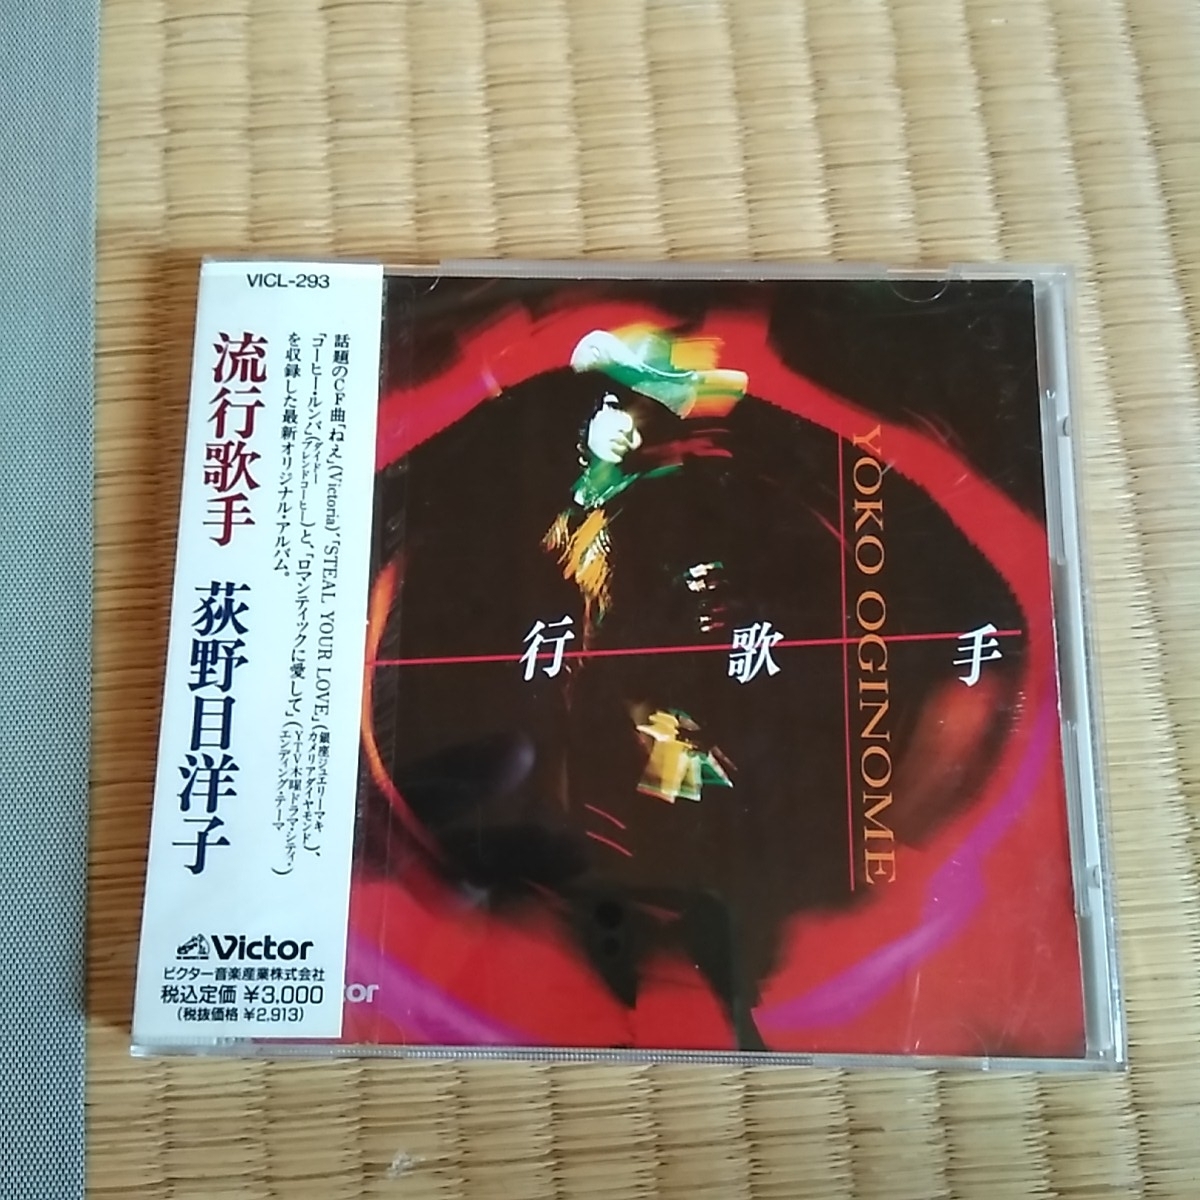 VICL-293
話題のCF曲「ねえ」(Victoria)、「STEAL YOUR LOVE」(銀座ジュエリーマキ カメリアダイヤモンド)、
「コーヒー・ルンバ」(ダイドー ブレンドコーヒー)と、「ロマンティックに愛して」(YTV木曜ドラマ・シティ・エンディング・テーマ)
を収録した最新オリジナル・アルバム。
流行歌手 荻野目洋子
Victor
ビクター音楽産業株式会社
税込定価 ¥3,000
(税抜価格 ¥2,913)
行 歌 手
YOKO OGINOME
tor